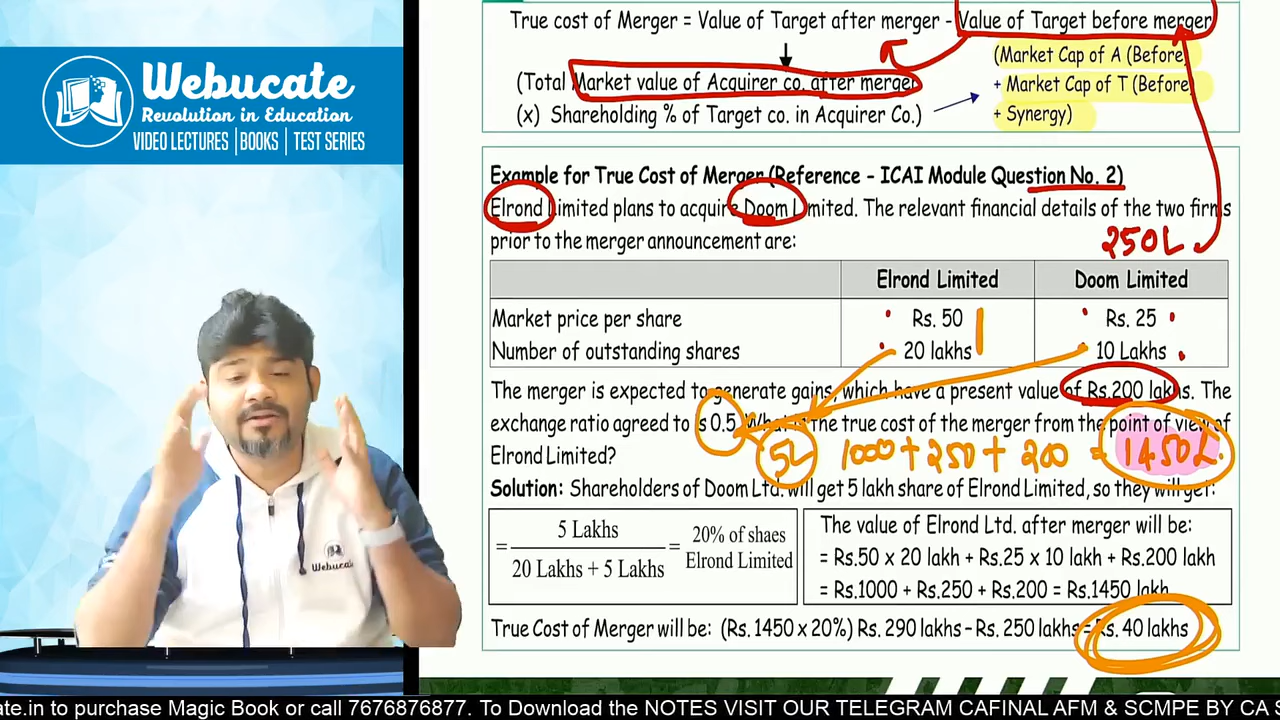 Webucate
Revolution in Education
VIDEO LECTURES | BOOKS | TEST SERIES
True cost of Merger = Value of Target after merger - Value of Target before merger
(Total Market value of Acquirer co. after merger
(x) Shareholding % of Target co. in Acquirer Co.)
(Market Cap of A (Before)
+ Market Cap of T (Before)
+ Synergy)
Example for True Cost of Merger (Reference - ICAI Module Question No. 2)
Elrond Limited plans to acquire Doom Limited. The relevant financial details of the two firms
prior to the merger announcement are:
250L
Elrond Limited Doom Limited
Market price per share Rs. 50 Rs. 25
Number of outstanding shares 20 lakhs 10 Lakhs
The merger is expected to generate gains, which have a present value of Rs.200 lakhs. The
exchange ratio agreed to is 0.5. What is the true cost of the merger from the point of view of
Elrond Limited?
5L 1000 + 250 + 200 = 1450L.
Solution: Shareholders of Doom Ltd. will get 5 lakh share of Elrond Limited, so they will get:
= 5 Lakhs / 20 Lakhs + 5 Lakhs = 20% of shaes Elrond Limited
The value of Elrond Ltd. after merger will be:
= Rs.50 x 20 lakh + Rs.25 x 10 lakh + Rs.200 lakh
= Rs.1000 + Rs.250 + Rs.200 = Rs.1450 lakh
True Cost of Merger will be: (Rs. 1450 x 20%) Rs. 290 lakhs - Rs. 250 lakhs = Rs. 40 lakhs
Webucate
ate.in to purchase Magic Book or call 7676876877. To Download the NOTES VISIT OUR TELEGRAM CAFINAL AFM & SCMPE BY CA S